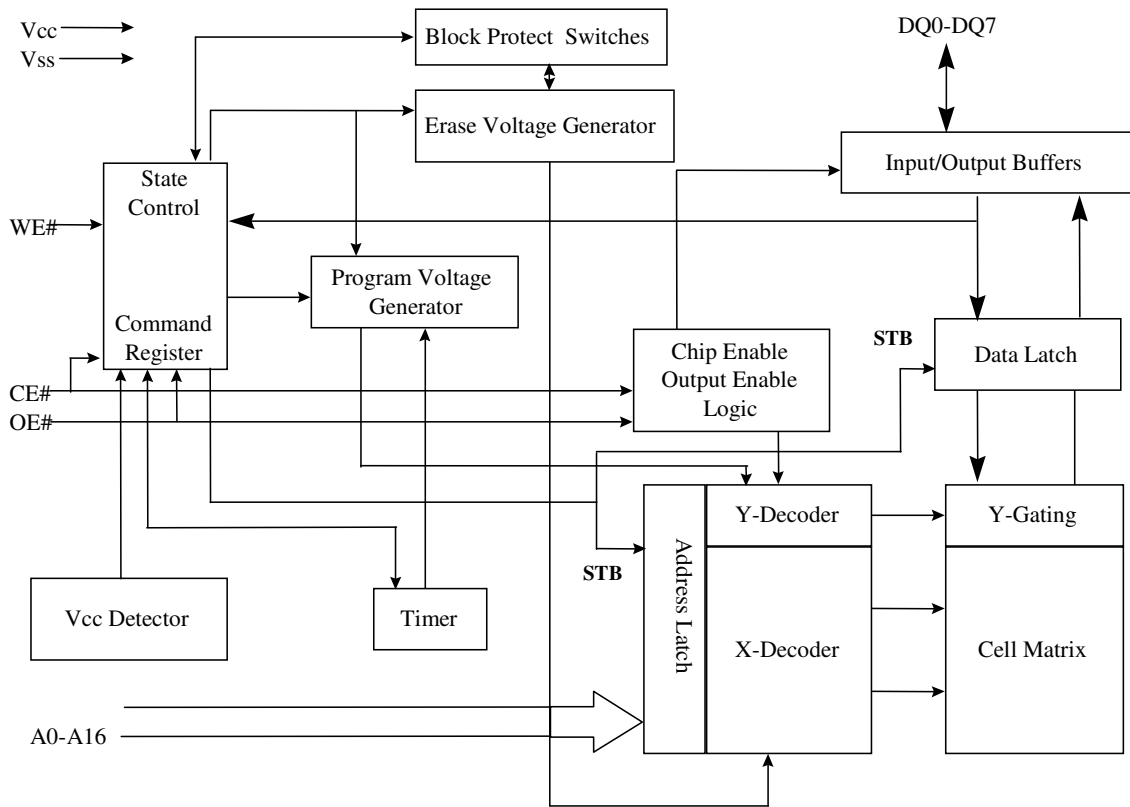 Vcc
Vss
Block Protect Switches
DQ0-DQ7
Erase Voltage Generator
Input/Output Buffers
State
Control
WE#
Program Voltage
Generator
Command
Register
STB
Data Latch
Chip Enable
Output Enable
Logic
CE#
OE#
Y-Decoder
Y-Gating
STB
Address Latch
Vcc Detector
Timer
X-Decoder
Cell Matrix
A0-A16